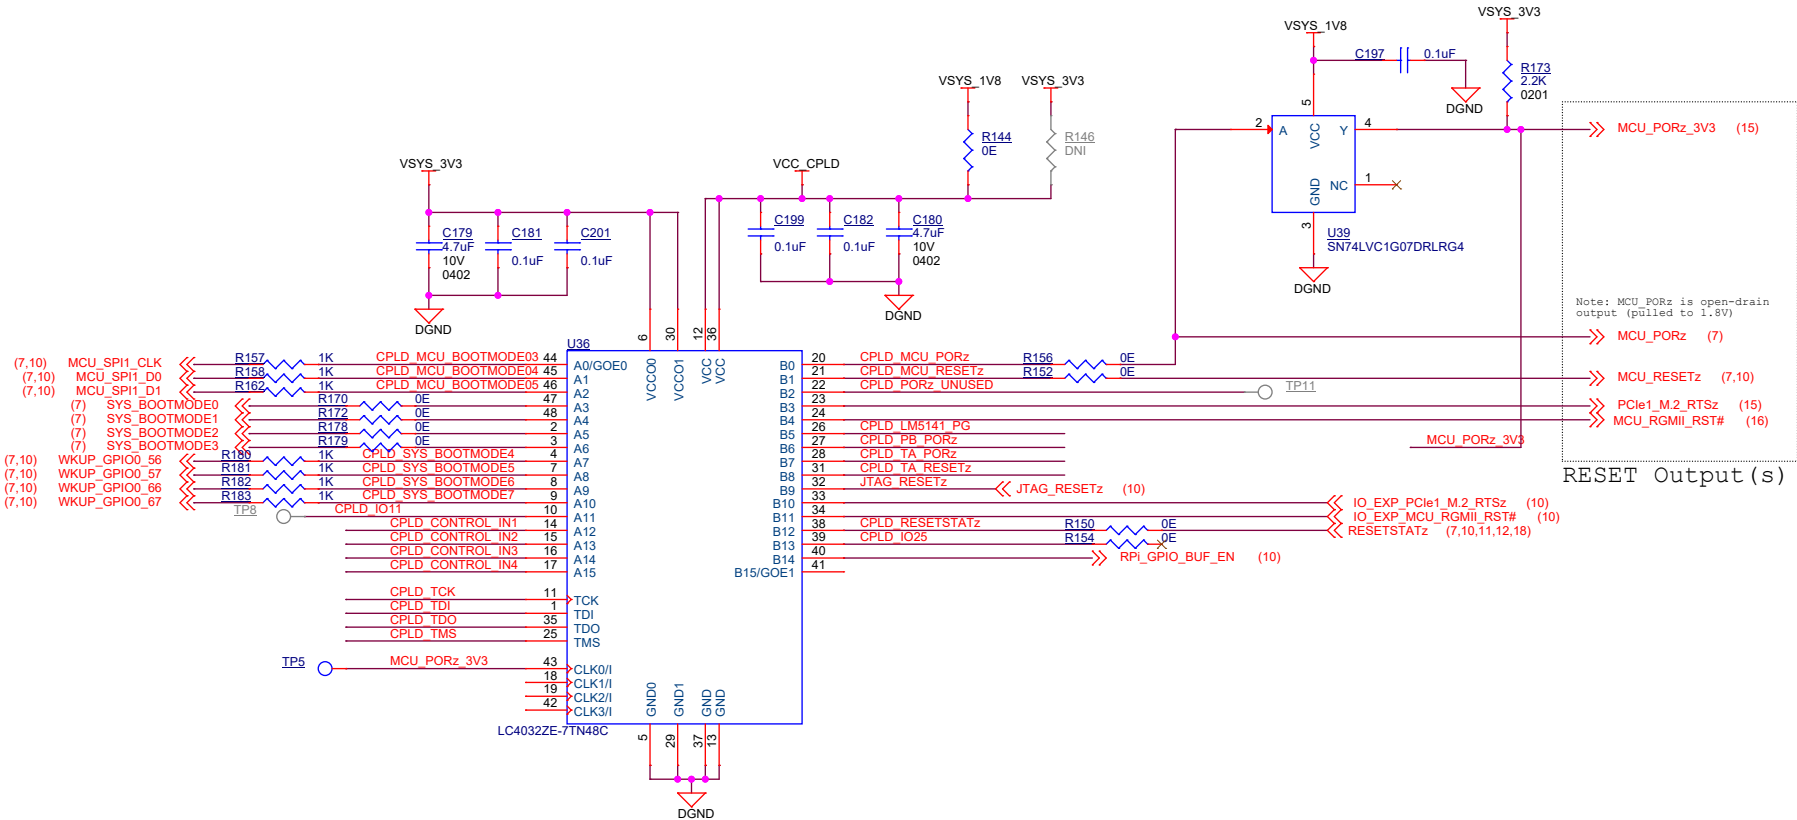 VSYS_3V3
VSYS_1V8
C197 0.1uF
R173
2.2K
0201
DGND
VSYS_1V8 VSYS_3V3
R144
0E
R146
DNI
2 A VCC 5 Y 4
MCU_PORz_3V3 (15)
GND 3 NC 1
U39
SN74LVC1G07DRLRG4
DGND
VSYS_3V3
VCC_CPLD
C179
4.7uF
10V
0402
C181
0.1uF
C201
0.1uF
C199
0.1uF
C182
0.1uF
C180
4.7uF
10V
0402
DGND
DGND
Note: MCU_PORz is open-drain
output (pulled to 1.8V)
MCU_PORz (7)
6 30 12 36
U36
VCCO0 VCCO1 VCC VCC
(7,10) MCU_SPI1_CLK R157 1K CPLD_MCU_BOOTMODE03 44 A0/GOE0
(7,10) MCU_SPI1_D0 R158 1K CPLD_MCU_BOOTMODE04 45 A1
(7,10) MCU_SPI1_D1 R162 1K CPLD_MCU_BOOTMODE05 46 A2
(7) SYS_BOOTMODE0 R170 0E 47 A3
(7) SYS_BOOTMODE1 R172 0E 48 A4
(7) SYS_BOOTMODE2 R178 0E 2 A5
(7) SYS_BOOTMODE3 R179 0E 3 A6
(7,10) WKUP_GPIO0_56 R180 1K CPLD_SYS_BOOTMODE4 4 A7
(7,10) WKUP_GPIO0_57 R181 1K CPLD_SYS_BOOTMODE5 7 A8
(7,10) WKUP_GPIO0_66 R182 1K CPLD_SYS_BOOTMODE6 8 A9
(7,10) WKUP_GPIO0_67 R183 1K CPLD_SYS_BOOTMODE7 9 A10
TP8 CPLD_IO11 10 A11
CPLD_CONTROL_IN1 14 A12
CPLD_CONTROL_IN2 15 A13
CPLD_CONTROL_IN3 16 A14
CPLD_CONTROL_IN4 17 A15
CPLD_TCK 11 TCK
CPLD_TDI 1 TDI
CPLD_TDO 35 TDO
CPLD_TMS 25 TMS
TP5 MCU_PORz_3V3 43 CLK0/I
18 CLK1/I
19 CLK2/I
42 CLK3/I
B0 20 CPLD_MCU_PORz R156 0E
B1 21 CPLD_MCU_RESETz R152 0E MCU_RESETz (7,10)
B2 22 CPLD_PORz_UNUSED TP11
B3 23 PCIe1_M.2_RTSz (15)
B4 24 MCU_RGMII_RST# (16)
B5 26 CPLD_LM5141_PG
B6 27 CPLD_PB_PORz MCU_PORz_3V3
B7 28 CPLD_TA_PORz
B8 31 CPLD_TA_RESETz
B9 32 JTAG_RESETz JTAG_RESETz (10)
B10 33 IO_EXP_PCIe1_M.2_RTSz (10)
B11 34 IO_EXP_MCU_RGMII_RST# (10)
B12 38 CPLD_RESETSTATz R150 0E RESETSTATz (7,10,11,12,18)
B13 39 CPLD_IO25 R154 0E
B14 40 RPi_GPIO_BUF_EN (10)
B15/GOE1 41
RESET Output(s)
GND0 GND1 GND GND
LC4032ZE-7TN48C
5 29 37 13
DGND